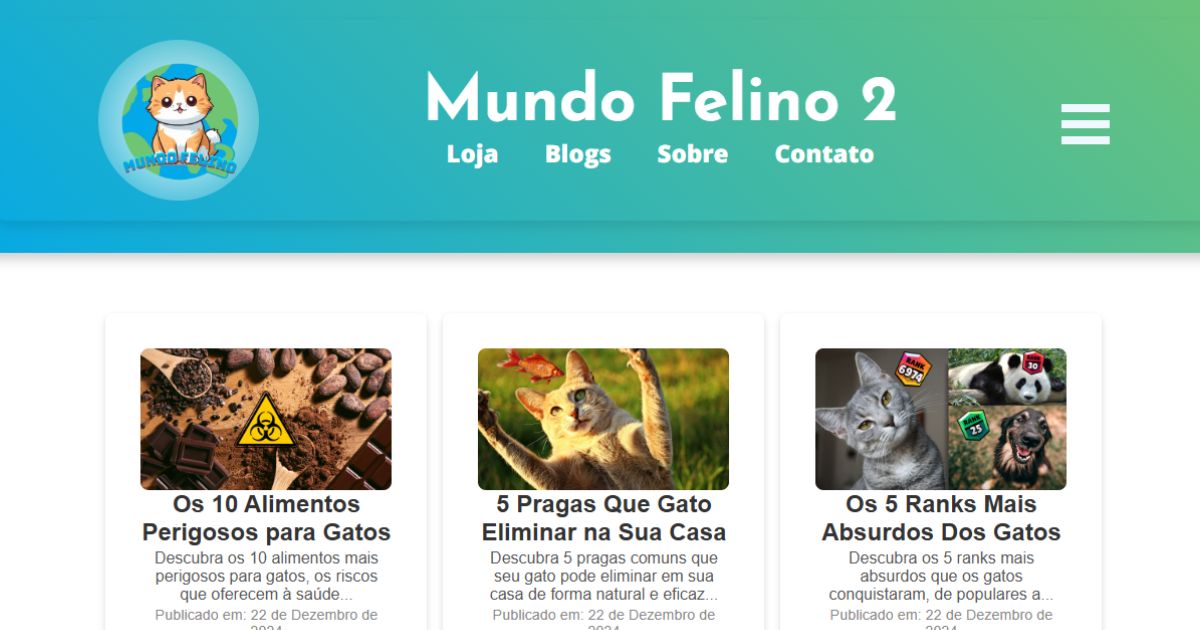 Mundo Felino 2
Loja Blogs Sobre Contato
MUNDO FELINO
2
RANK
6974
RANK
30
RANK
25
Os 10 Alimentos
Perigosos para Gatos
Descubra os 10 alimentos mais
perigosos para gatos, os riscos
que oferecem à saúde...
Publicado em: 22 de Dezembro de
2024
5 Pragas Que Gato
Eliminar na Sua Casa
Descubra 5 pragas comuns que
seu gato pode eliminar em sua
casa de forma natural e eficaz...
Publicado em: 22 de Dezembro de
2024
Os 5 Ranks Mais
Absurdos Dos Gatos
Descubra os 5 ranks mais
absurdos que os gatos
conquistaram, de populares a...
Publicado em: 22 de Dezembro de
2024